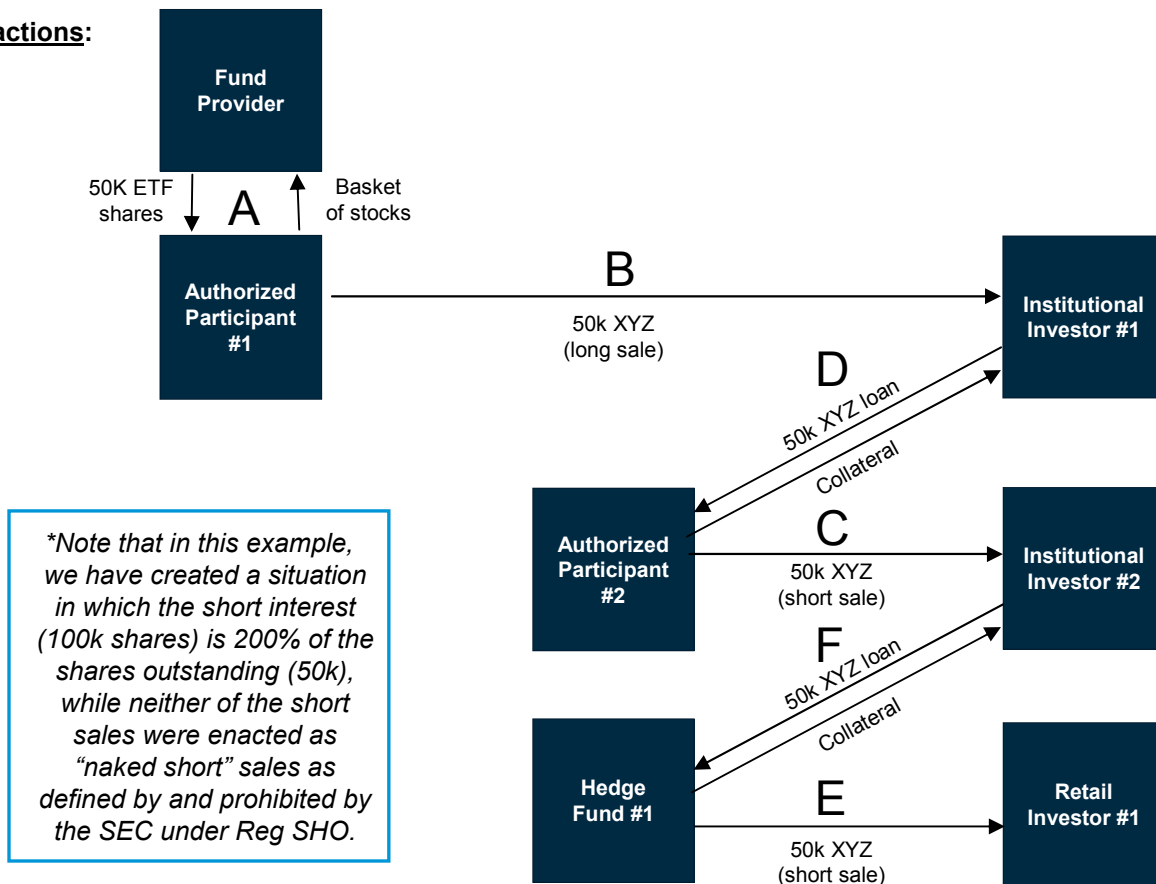 actions:
Fund
Provider
50K ETF
shares
A
Basket
of stocks
Authorized
Participant
#1
B
50k XYZ
(long sale)
Institutional
Investor #1
D
50k XYZ loan
Collateral
Authorized
Participant
#2
C
50k XYZ
(short sale)
Institutional
Investor #2
F
50k XYZ loan
Collateral
Hedge
Fund #1
E
50k XYZ
(short sale)
Retail
Investor #1
*Note that in this example,
we have created a situation
in which the short interest
(100k shares) is 200% of the
shares outstanding (50k),
while neither of the short
sales were enacted as
“naked short” sales as
defined by and prohibited by
the SEC under Reg SHO.